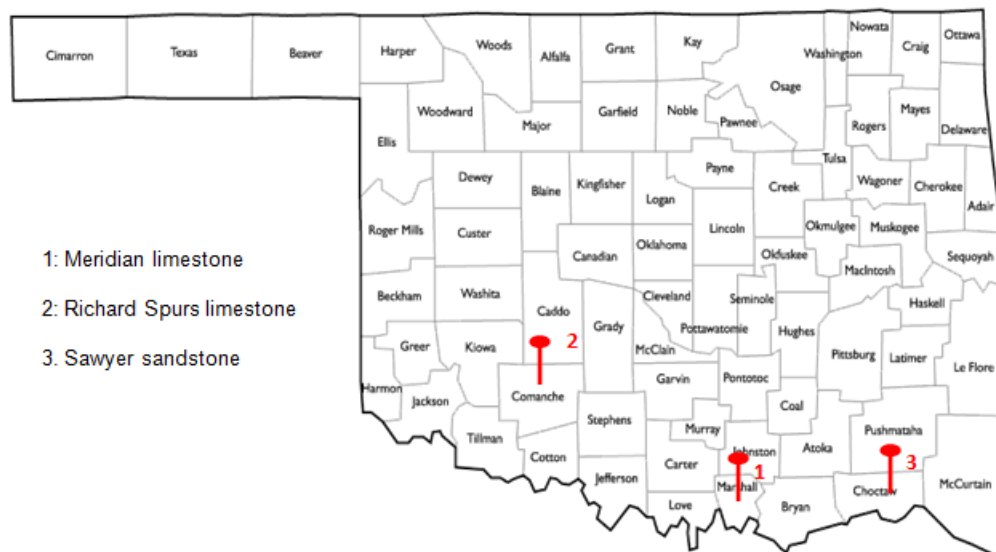 Cimarron
Texas
Beaver
Harper
Woods
Alfalfa
Grant
Kay
Washington
Nowata
Craig
Ottawa
Osage
Woodward
Major
Garfield
Noble
Pawnee
Rogers
Mayes
Delaware
Ellis
Dewey
Blaine
Kingfisher
Logan
Payne
Creek
Tulsa
Wagoner
Cherokee
Adair
Roger Mills
Custer
Canadian
Oklahoma
Lincoln
Okmulgee
Muskogee
Olduskee
MacIntosh
Sequoyah
1: Meridian limestone
2: Richard Spurs limestone
3. Sawyer sandstone
Beckham
Washita
Caddo
Grady
Cleveland
Pottawatomie
Seminole
Hughes
Haskell
McClain
Pittsburg
Latimer
Le Flore
Greer
Kiowa
2
Harmon
Jackson
Comanche
Garvin
Pontotoc
Coal
Tillman
Cotton
Stephens
Murray
Johnston
Atoka
Pushmataha
Jefferson
Carter
Love
Marshall
1
Bryan
Choctaw
3
McCurtain